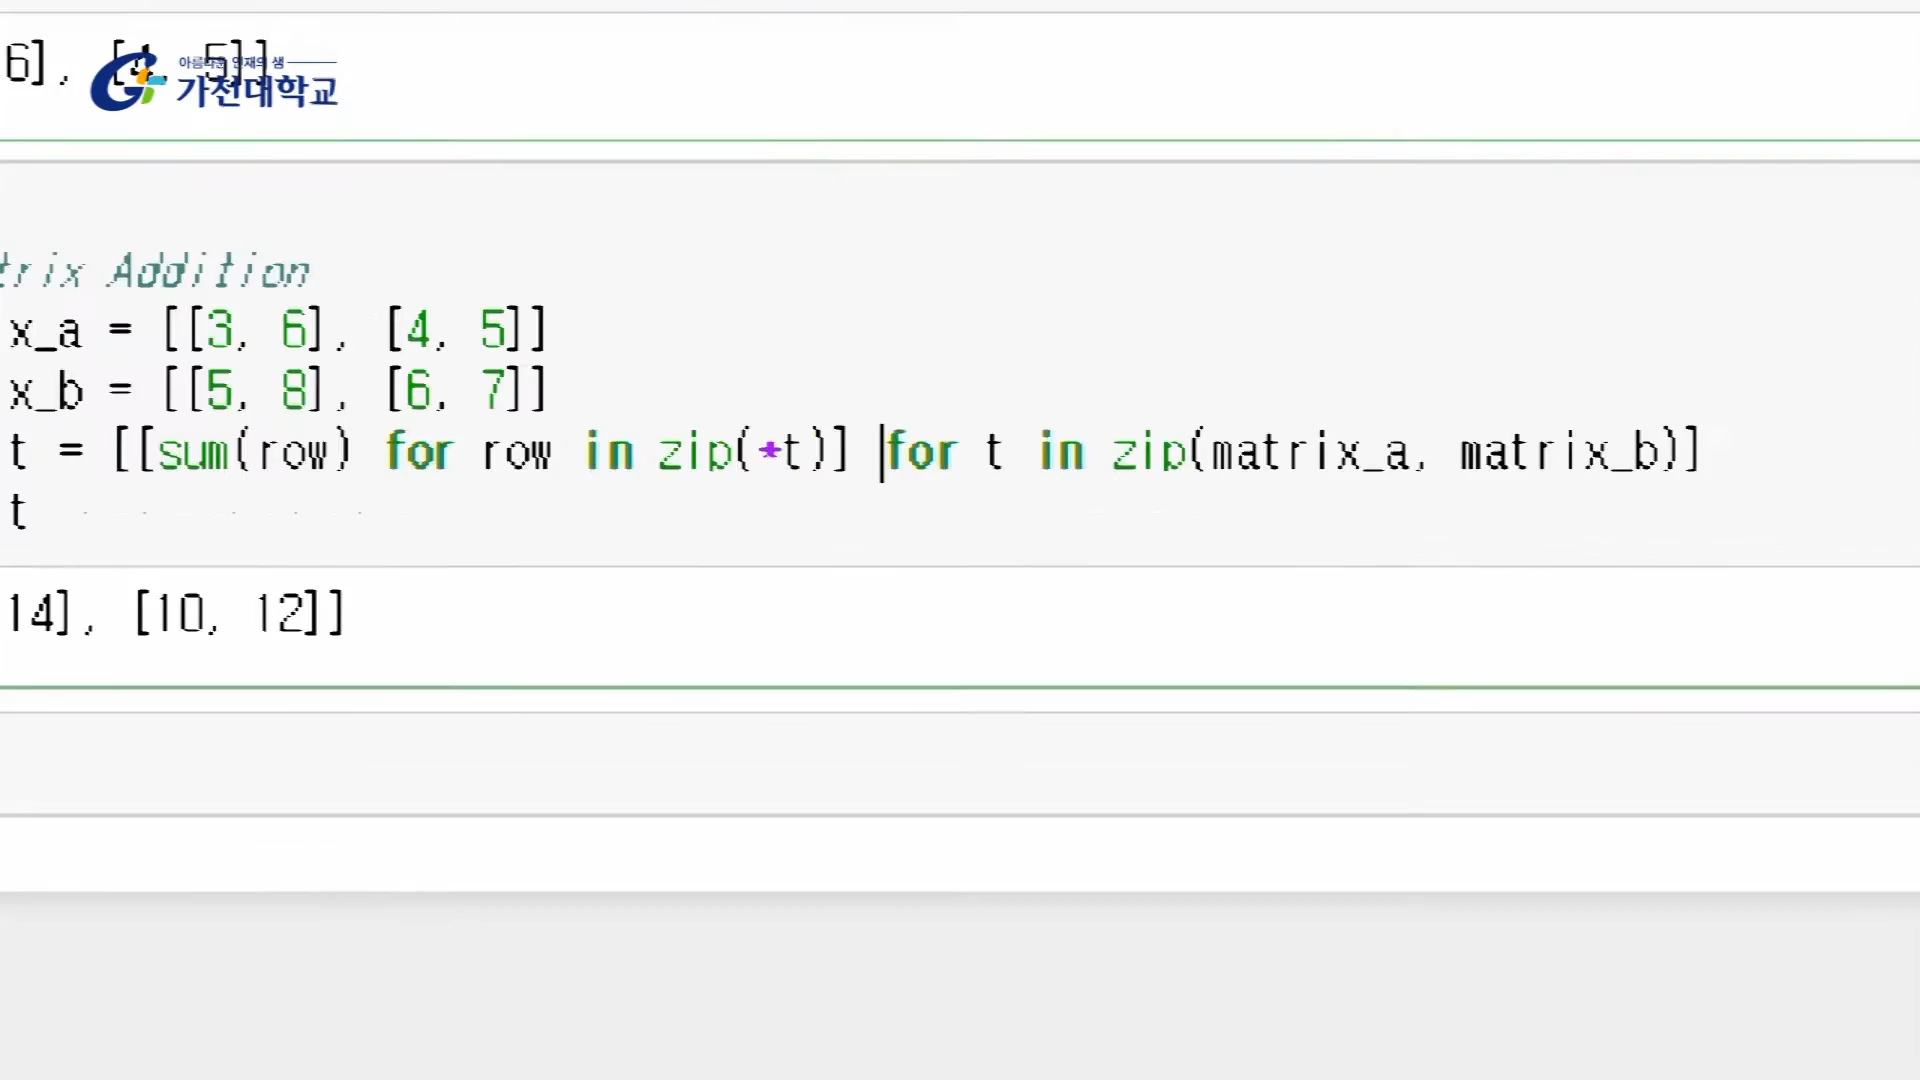 6], [4, 5]]
아름다운 인재의 샘
가천대학교
trix Addition
x_a = [[3, 6], [4, 5]]
x_b = [[5, 8], [6, 7]]
t = [[sum(row) for row in zip(*t)] for t in zip(matrix_a, matrix_b)]
t
14], [10, 12]]